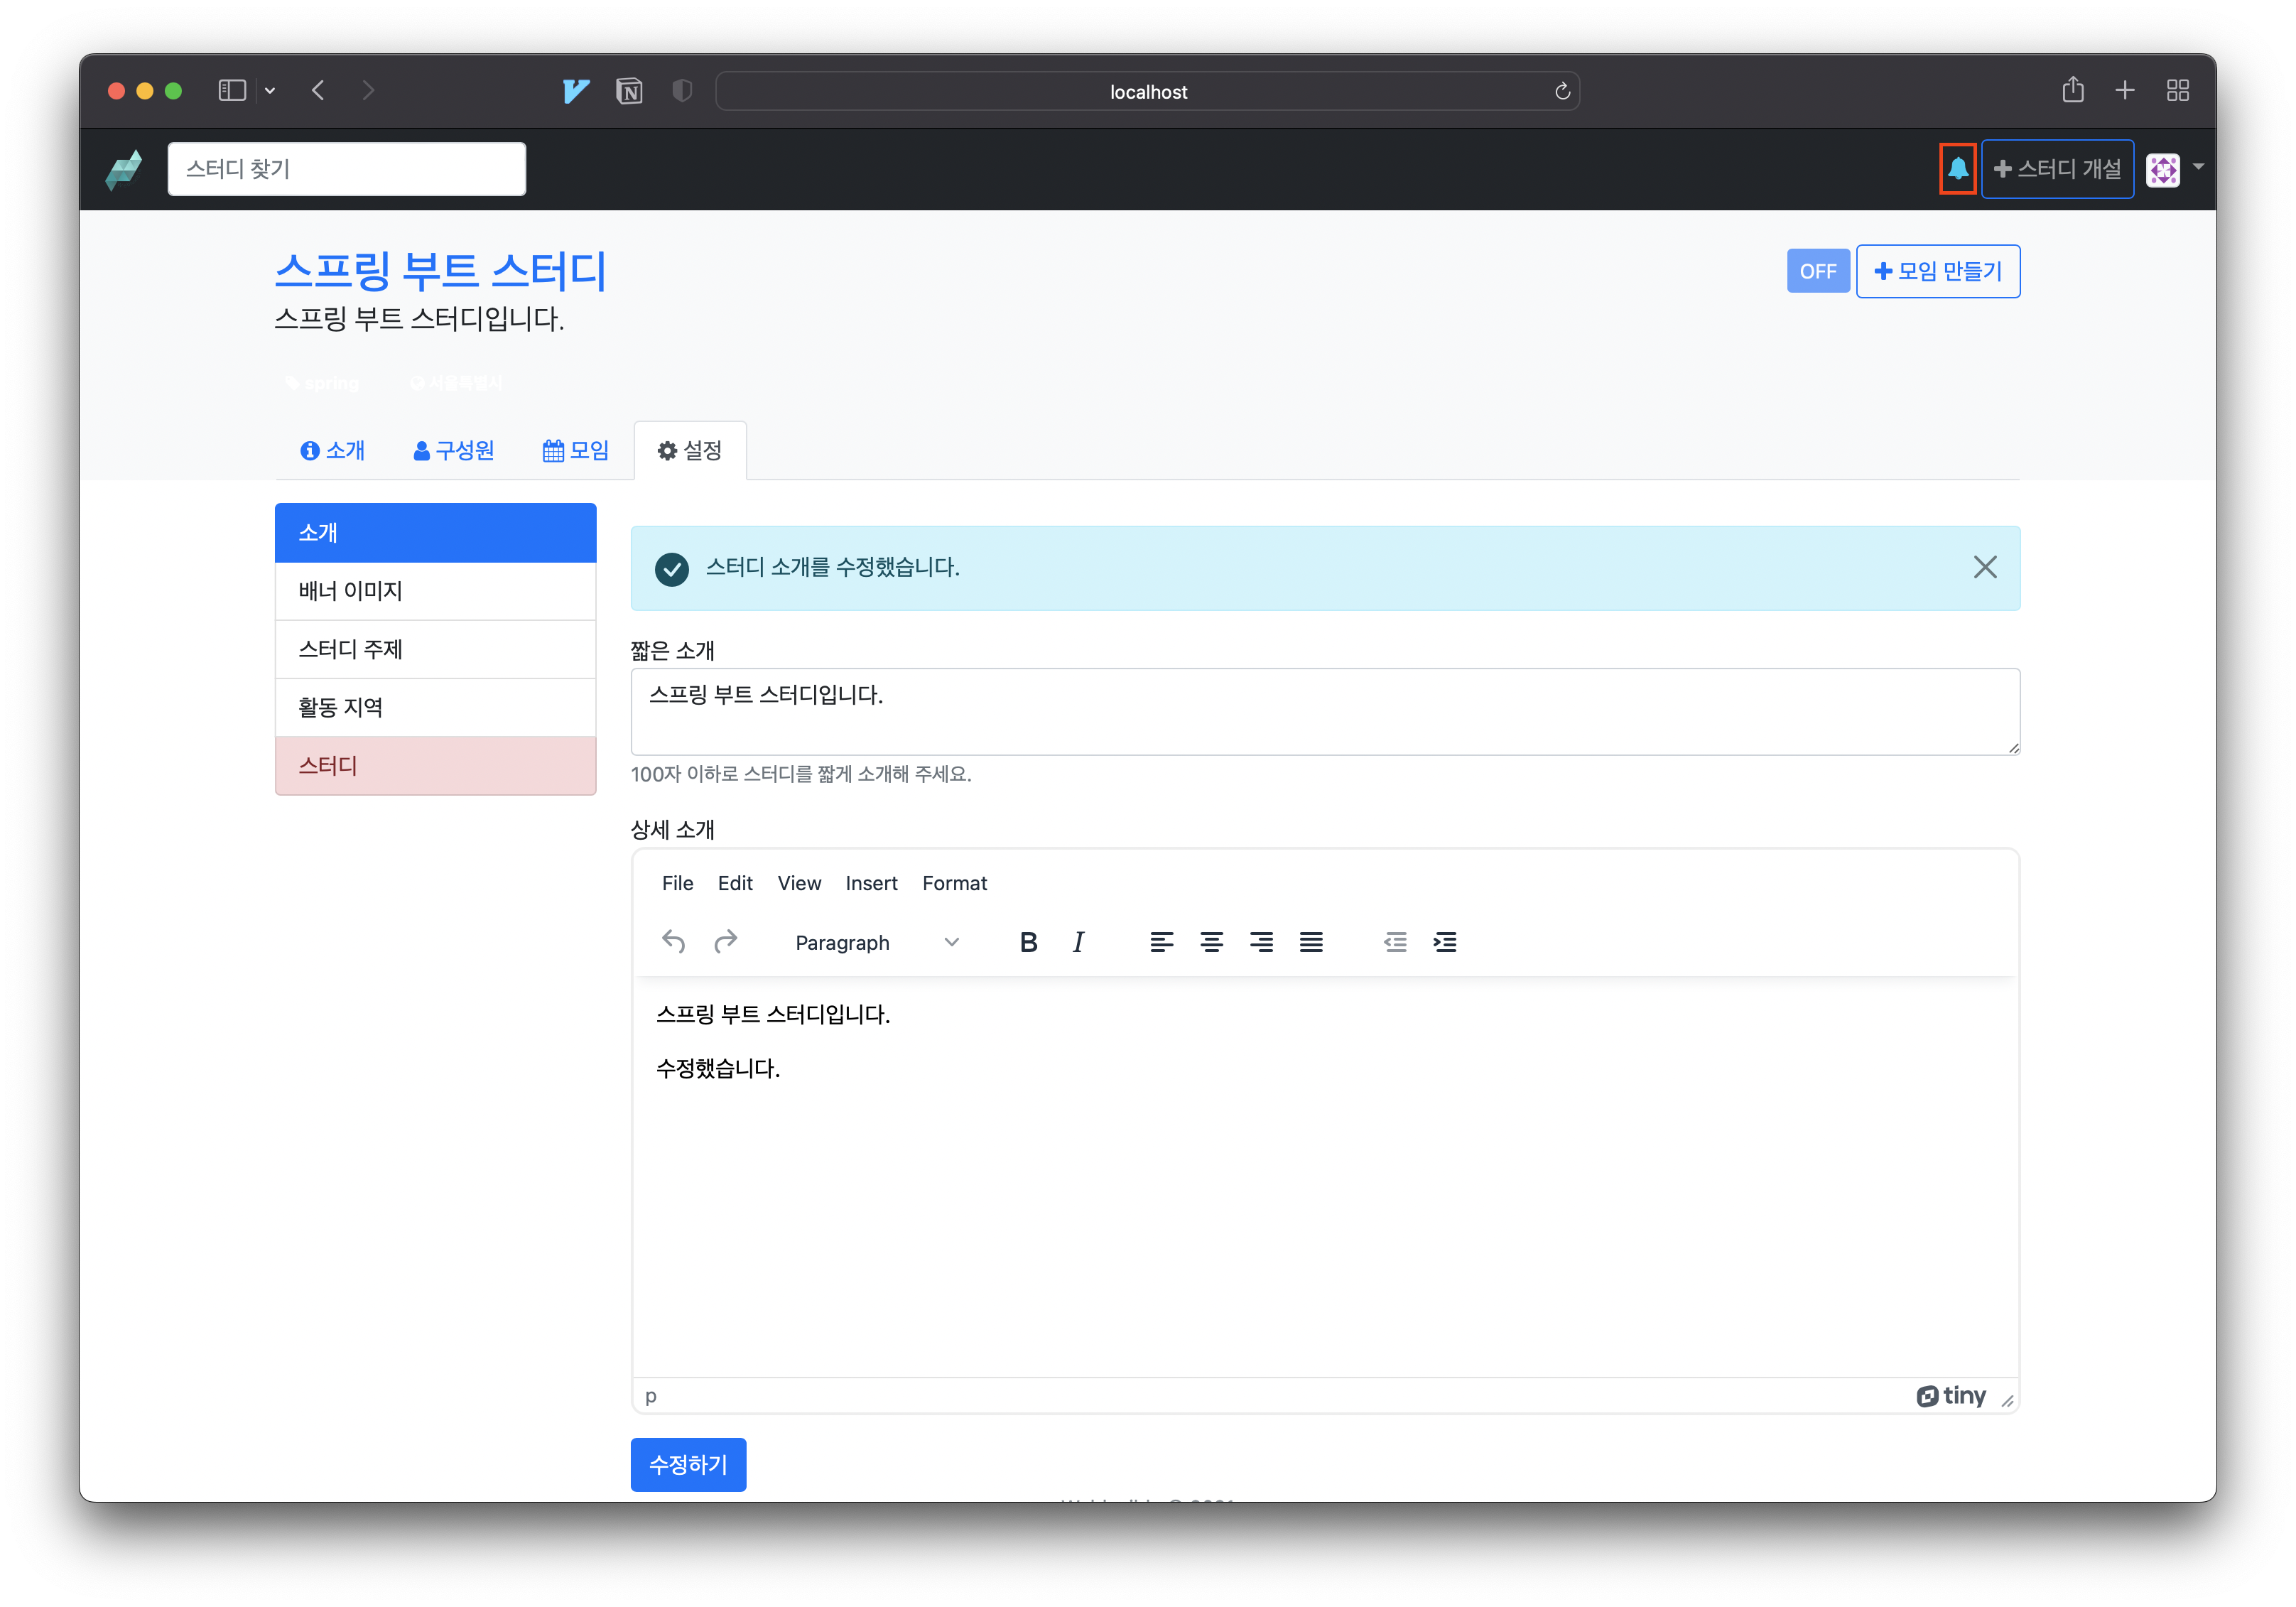 localhost
스터디 찾기
스터디 개설
스프링 부트 스터디
OFF
모임 만들기
스프링 부트 스터디입니다.
spring 서울특별시
소개 구성원 모임 설정
소개
배너 이미지
스터디 주제
활동 지역
스터디
스터디 소개를 수정했습니다.
짧은 소개
스프링 부트 스터디입니다.
100자 이하로 스터디를 짧게 소개해 주세요.
상세 소개
File Edit View Insert Format
Paragraph B I
스프링 부트 스터디입니다.
수정했습니다.
p
tiny
수정하기